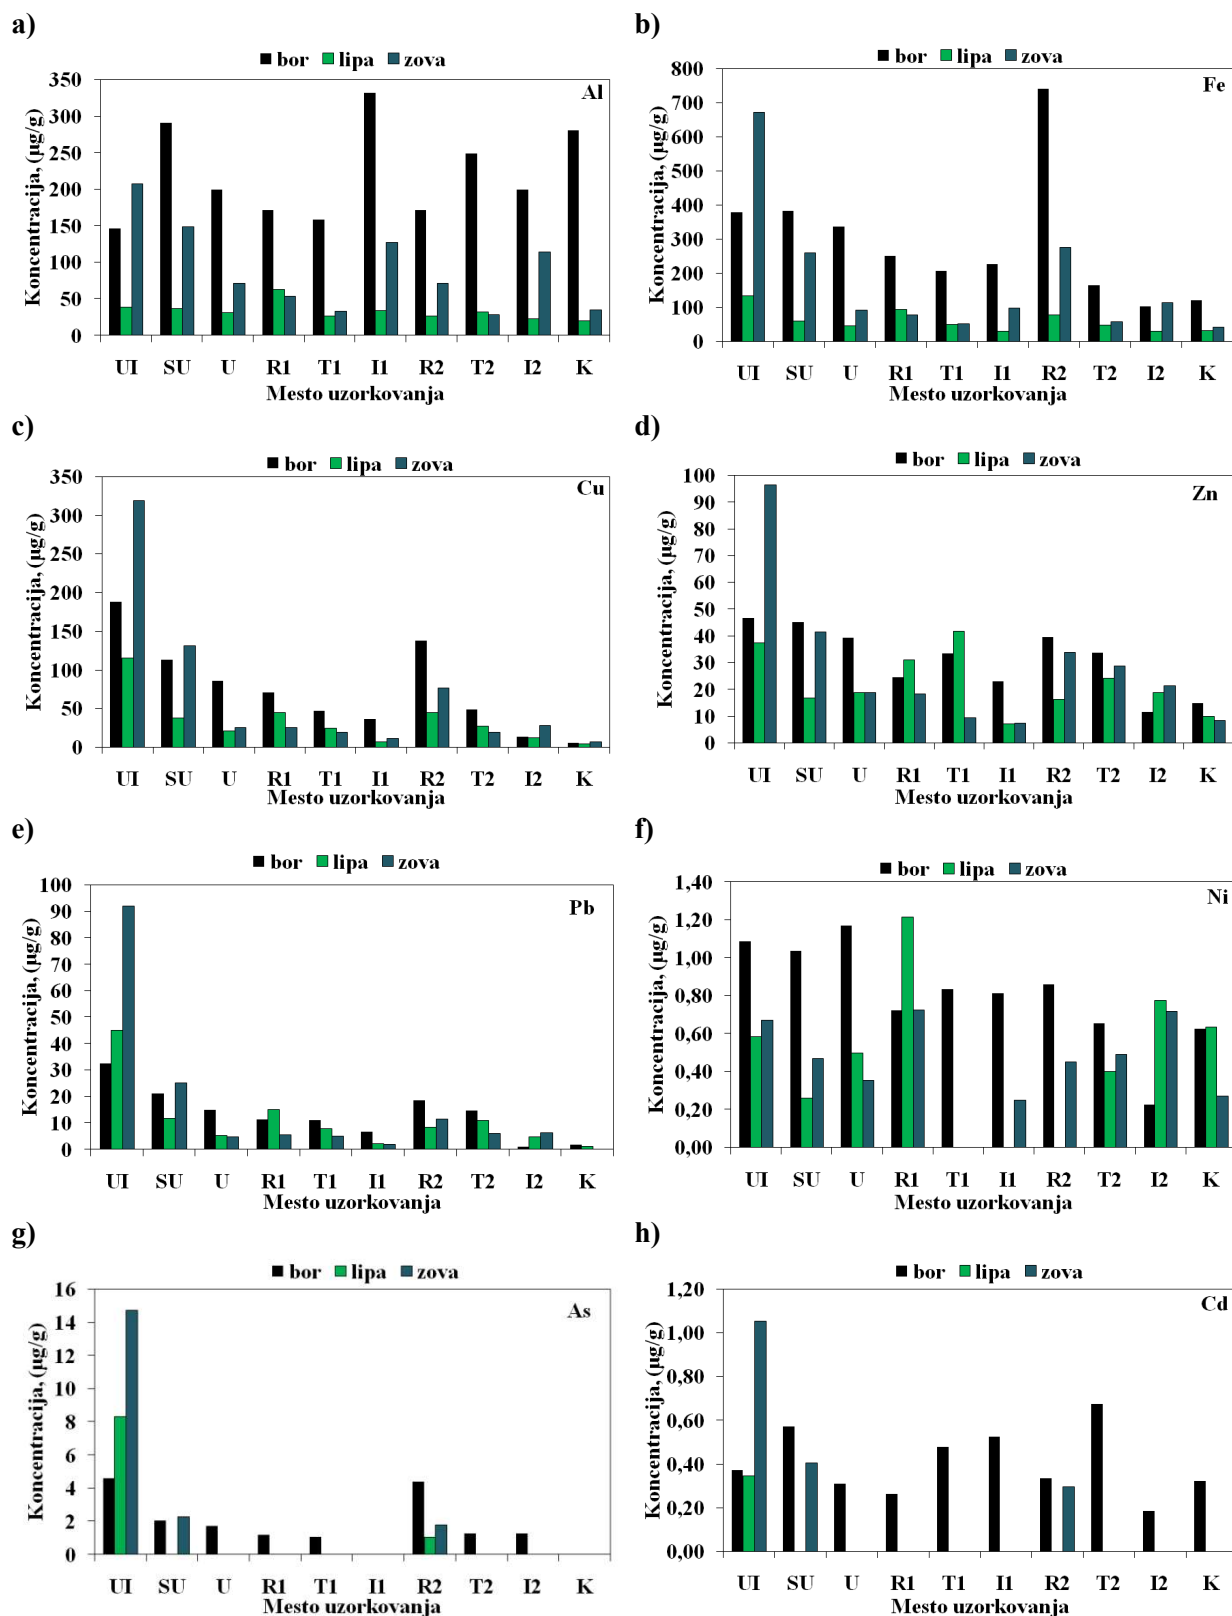 a)
bor lipa zova
Al
Koncentracija, (µg/g)
350
300
250
200
150
100
50
0
UI SU U R1 T1 I1 R2 T2 I2 K
Mesto uzorkovanja
b)
bor lipa zova
Fe
Koncentracija, (µg/g)
800
700
600
500
400
300
200
100
0
UI SU U R1 T1 I1 R2 T2 I2 K
Mesto uzorkovanja
c)
bor lipa zova
Cu
Koncentracija, (µg/g)
350
300
250
200
150
100
50
0
UI SU U R1 T1 I1 R2 T2 I2 K
Mesto uzorkovanja
d)
bor lipa zova
Zn
Koncentracija, (µg/g)
100
90
80
70
60
50
40
30
20
10
0
UI SU U R1 T1 I1 R2 T2 I2 K
Mesto uzorkovanja
e)
bor lipa zova
Pb
Koncentracija, (µg/g)
100
90
80
70
60
50
40
30
20
10
0
UI SU U R1 T1 I1 R2 T2 I2 K
Mesto uzorkovanja
f)
bor lipa zova
Ni
Koncentracija, (µg/g)
1,40
1,20
1,00
0,80
0,60
0,40
0,20
0,00
UI SU U R1 T1 I1 R2 T2 I2 K
Mesto uzorkovanja
g)
bor lipa zova
As
Koncentracija, (µg/g)
16
14
12
10
8
6
4
2
0
UI SU U R1 T1 I1 R2 T2 I2 K
Mesto uzorkovanja
h)
bor lipa zova
Cd
Koncentracija, (µg/g)
1,20
1,00
0,80
0,60
0,40
0,20
0,00
UI SU U R1 T1 I1 R2 T2 I2 K
Mesto uzorkovanja